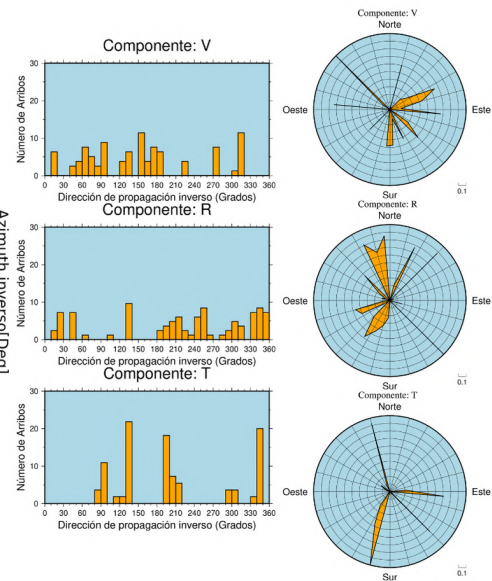 Componente: V
Número de Arribos
30
20
10
0
0 30 60 90 120 150 180 210 240 270 300 330 360
Dirección de propagación inverso (Grados)
Componente: V
Norte
Oeste
Este
Sur
0.1
Componente: R
Número de Arribos
30
20
10
0
0 30 60 90 120 150 180 210 240 270 300 330 360
Dirección de propagación inverso (Grados)
Componente: R
Norte
Oeste
Este
Sur
0.1
Azimuth inverso[Deg]
Componente: T
Número de Arribos
30
20
10
0
0 30 60 90 120 150 180 210 240 270 300 330 360
Dirección de propagación inverso (Grados)
Componente: T
Norte
Oeste
Este
Sur
0.1